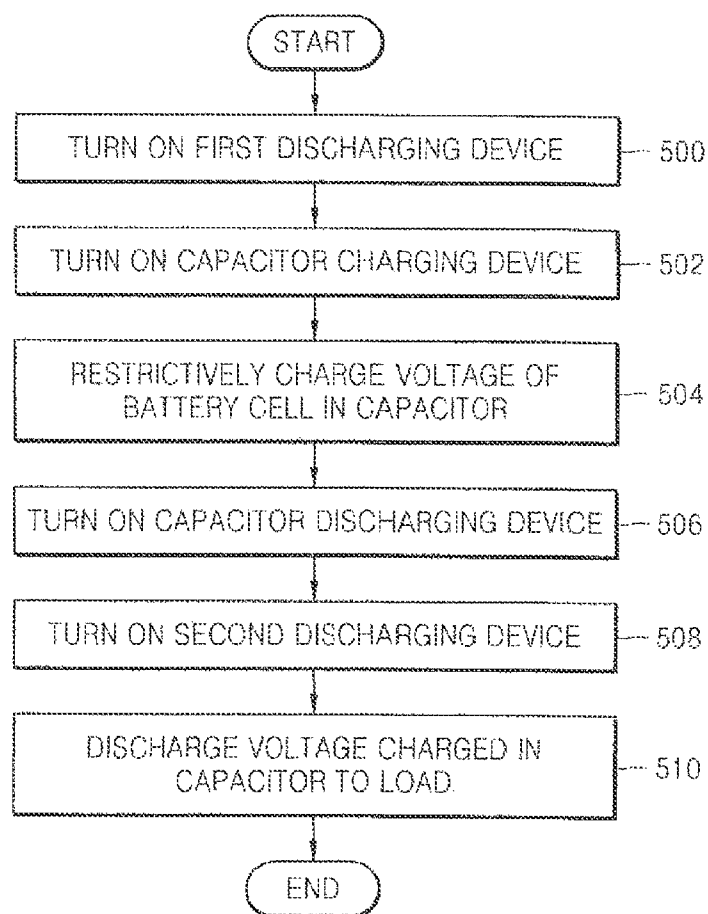 START
TURN ON FIRST DISCHARGING DEVICE
500
TURN ON CAPACITOR CHARGING DEVICE
502
RESTRICTIVELY CHARGE VOLTAGE OF
BATTERY CELL IN CAPACITOR
504
TURN ON CAPACITOR DISCHARGING DEVICE
506
TURN ON SECOND DISCHARGING DEVICE
508
DISCHARGE VOLTAGE CHARGED IN
CAPACITOR TO LOAD
510
END